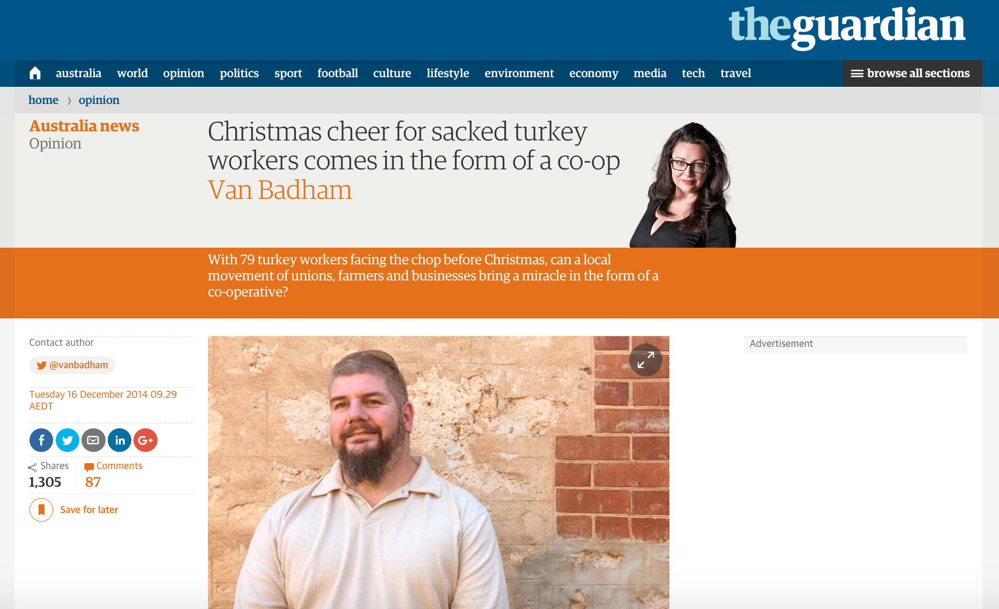 theguardian
australia world opinion politics sport football culture lifestyle environment economy media tech travel browse all sections
home › opinion
Australia news
Opinion
Christmas cheer for sacked turkey
workers comes in the form of a co-op
Van Badham
With 79 turkey workers facing the chop before Christmas, can a local
movement of unions, farmers and businesses bring a miracle in the form of a
co-operative?
Contact author
@vanbadham
Tuesday 16 December 2014 09.29
AEDT
f in G+
Shares Comments
1,305 87
Save for later
Advertisement